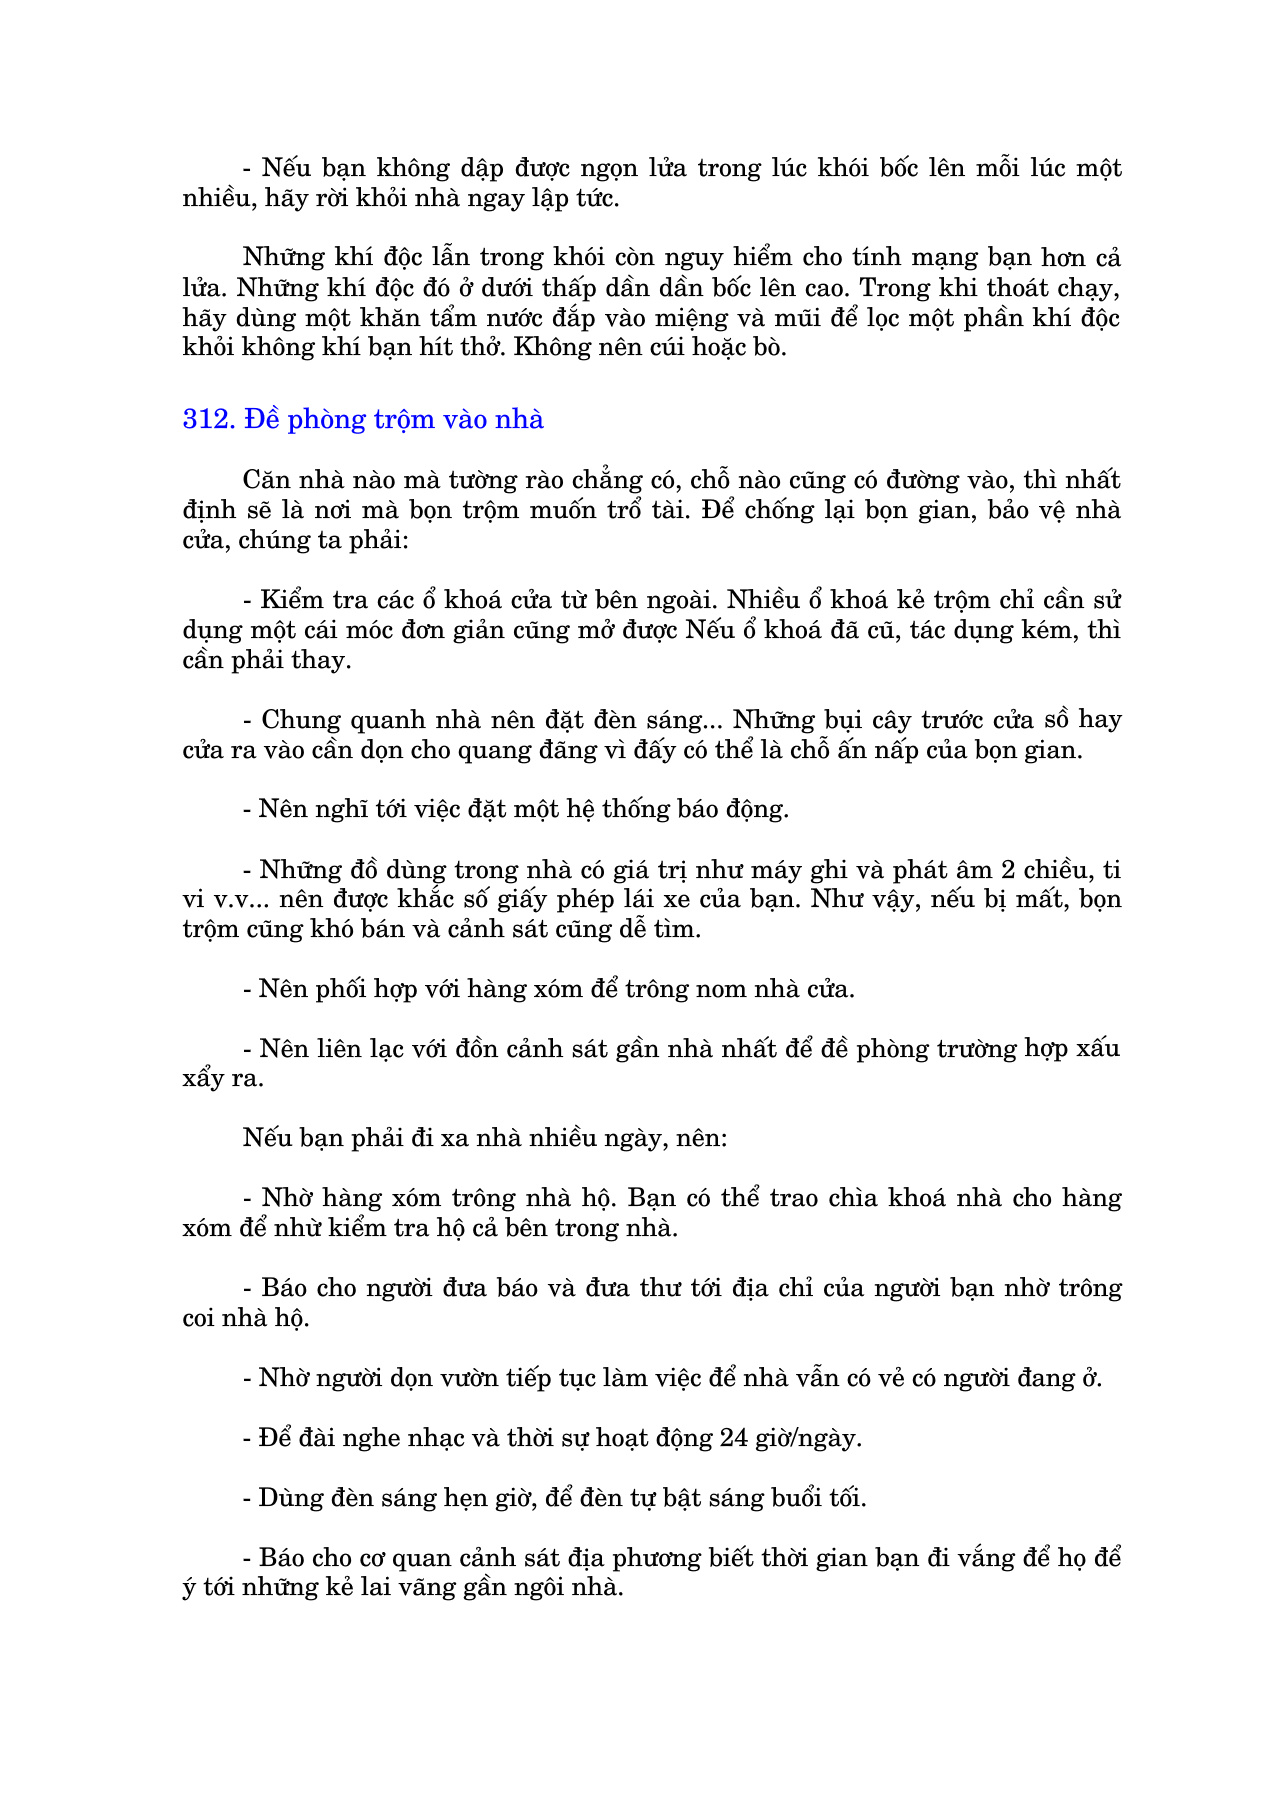 - Nếu bạn không dập được ngọn lửa trong lúc khói bốc lên mỗi lúc một
nhiều, hãy rời khỏi nhà ngay lập tức.
Những khí độc lẫn trong khói còn nguy hiểm cho tính mạng bạn hơn cả
lửa. Những khí độc đó ở dưới thấp dần dần bốc lên cao. Trong khi thoát chạy,
hãy dùng một khăn tẩm nước đắp vào miệng và mũi để lọc một phần khí độc
khỏi không khí bạn hít thở. Không nên cúi hoặc bò.
312. Đề phòng trộm vào nhà
Căn nhà nào mà tường rào chẳng có, chỗ nào cũng có đường vào, thì nhất
định sẽ là nơi mà bọn trộm muốn trổ tài. Để chống lại bọn gian, bảo vệ nhà
cửa, chúng ta phải:
- Kiểm tra các ổ khoá cửa từ bên ngoài. Nhiều ổ khoá kẻ trộm chỉ cần sử
dụng một cái móc đơn giản cũng mở được Nếu ổ khoá đã cũ, tác dụng kém, thì
cần phải thay.
- Chung quanh nhà nên đặt đèn sáng... Những bụi cây trước cửa sồ hay
cửa ra vào cần dọn cho quang đãng vì đấy có thể là chỗ ấn nấp của bọn gian.
- Nên nghĩ tới việc đặt một hệ thống báo động.
- Những đồ dùng trong nhà có giá trị như máy ghi và phát âm 2 chiều, ti
vi v.v... nên được khắc số giấy phép lái xe của bạn. Như vậy, nếu bị mất, bọn
trộm cũng khó bán và cảnh sát cũng dễ tìm.
- Nên phối hợp với hàng xóm để trông nom nhà cửa.
- Nên liên lạc với đồn cảnh sát gần nhà nhất để đề phòng trường hợp xấu
xẩy ra.
Nếu bạn phải đi xa nhà nhiều ngày, nên:
- Nhờ hàng xóm trông nhà hộ. Bạn có thể trao chìa khoá nhà cho hàng
xóm để nhừ kiểm tra hộ cả bên trong nhà.
- Báo cho người đưa báo và đưa thư tới địa chỉ của người bạn nhờ trông
coi nhà hộ.
- Nhờ người dọn vườn tiếp tục làm việc để nhà vẫn có vẻ có người đang ở.
- Để đài nghe nhạc và thời sự hoạt động 24 giờ/ngày.
- Dùng đèn sáng hẹn giờ, để đèn tự bật sáng buổi tối.
- Báo cho cơ quan cảnh sát địa phương biết thời gian bạn đi vắng để họ để
ý tới những kẻ lai vãng gần ngôi nhà.